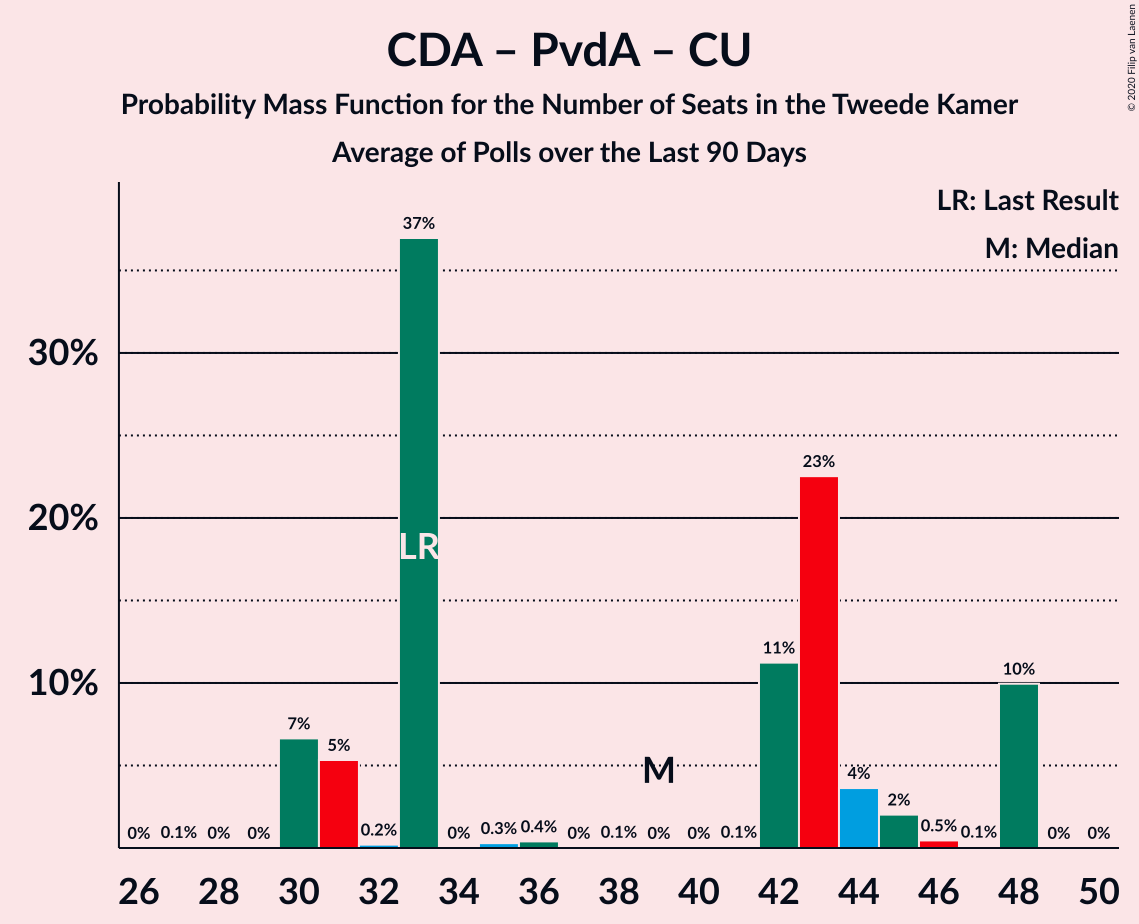 CDA – PvdA – CU
Probability Mass Function for the Number of Seats in the Tweede Kamer
Average of Polls over the Last 90 Days
© 2020 Filip van Laenen
LR: Last Result
M: Median
30%
20%
10%
0% 0.1% 0% 0% 7% 5% 0.2% 37% 0% 0.3% 0.4% 0% 0.1% 0% 0% 0.1% 11% 23% 4% 2% 0.5% 0.1% 10% 0% 0%
LR
M
26 28 30 32 34 36 38 40 42 44 46 48 50